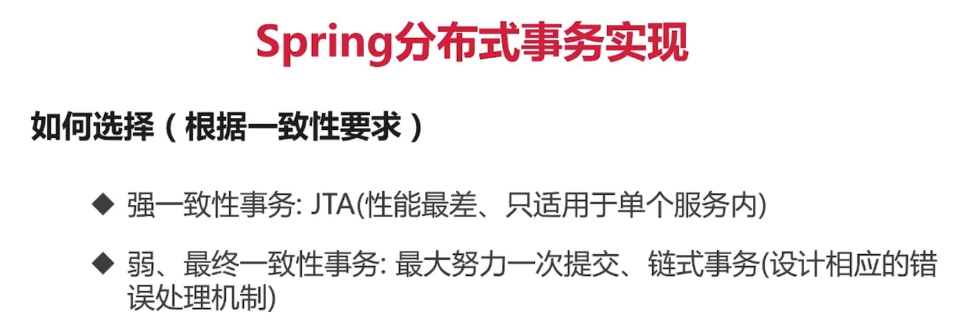 Spring分布式事务实现
如何选择（根据一致性要求）
◆ 强一致性事务: JTA(性能最差、只适用于单个服务内)
◆ 弱、最终一致性事务: 最大努力一次提交、链式事务(设计相应的错
误处理机制)